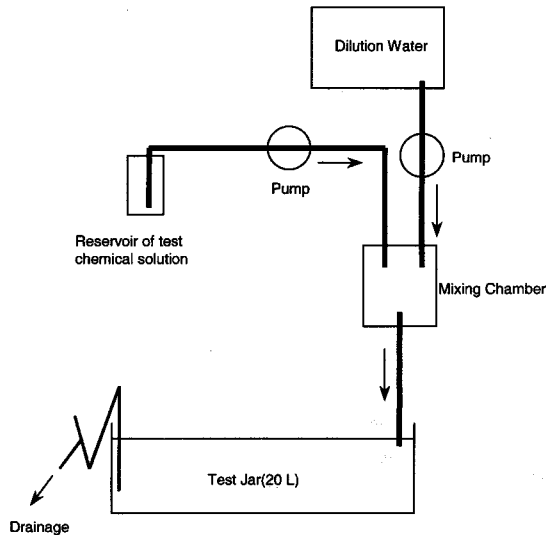 Dilution Water
Pump
Pump
Reservoir of test
chemical solution
Mixing Chamber
Test Jar(20 L)
Drainage